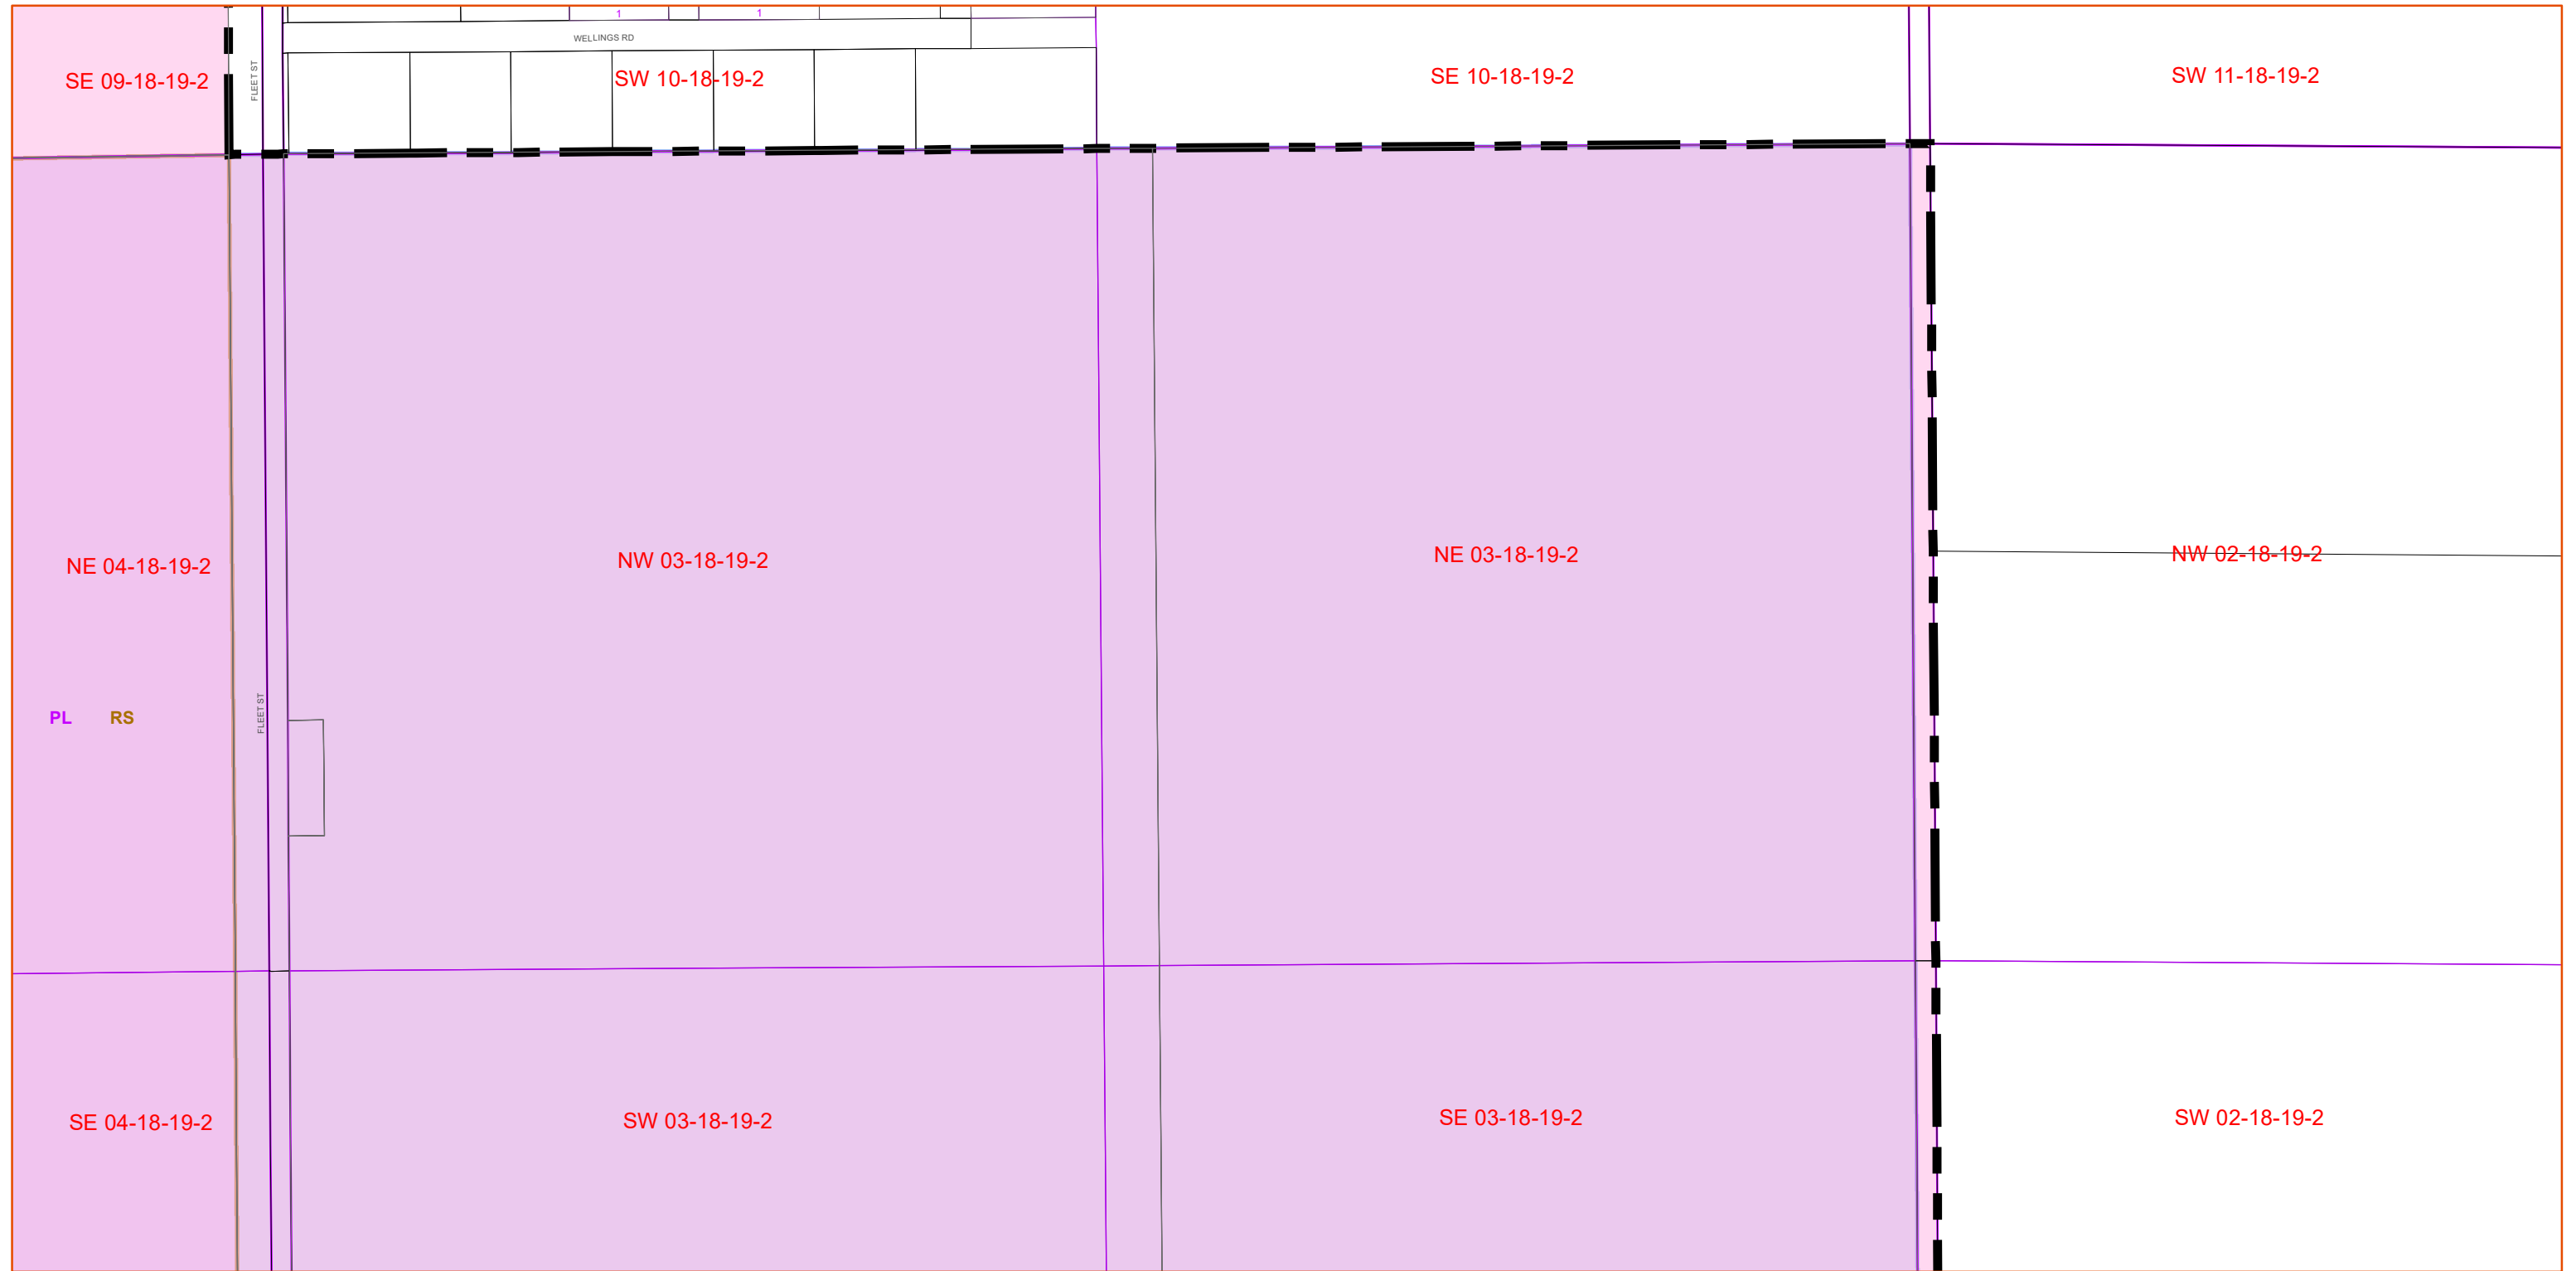 1
1
WELLINGS RD
FLEET ST
SE 09-18-19-2
SW 10-18-19-2
SE 10-18-19-2
SW 11-18-19-2
NE 04-18-19-2
NW 03-18-19-2
NE 03-18-19-2
NW 02-18-19-2
PL RS
FLEET ST
SE 04-18-19-2
SW 03-18-19-2
SE 03-18-19-2
SW 02-18-19-2